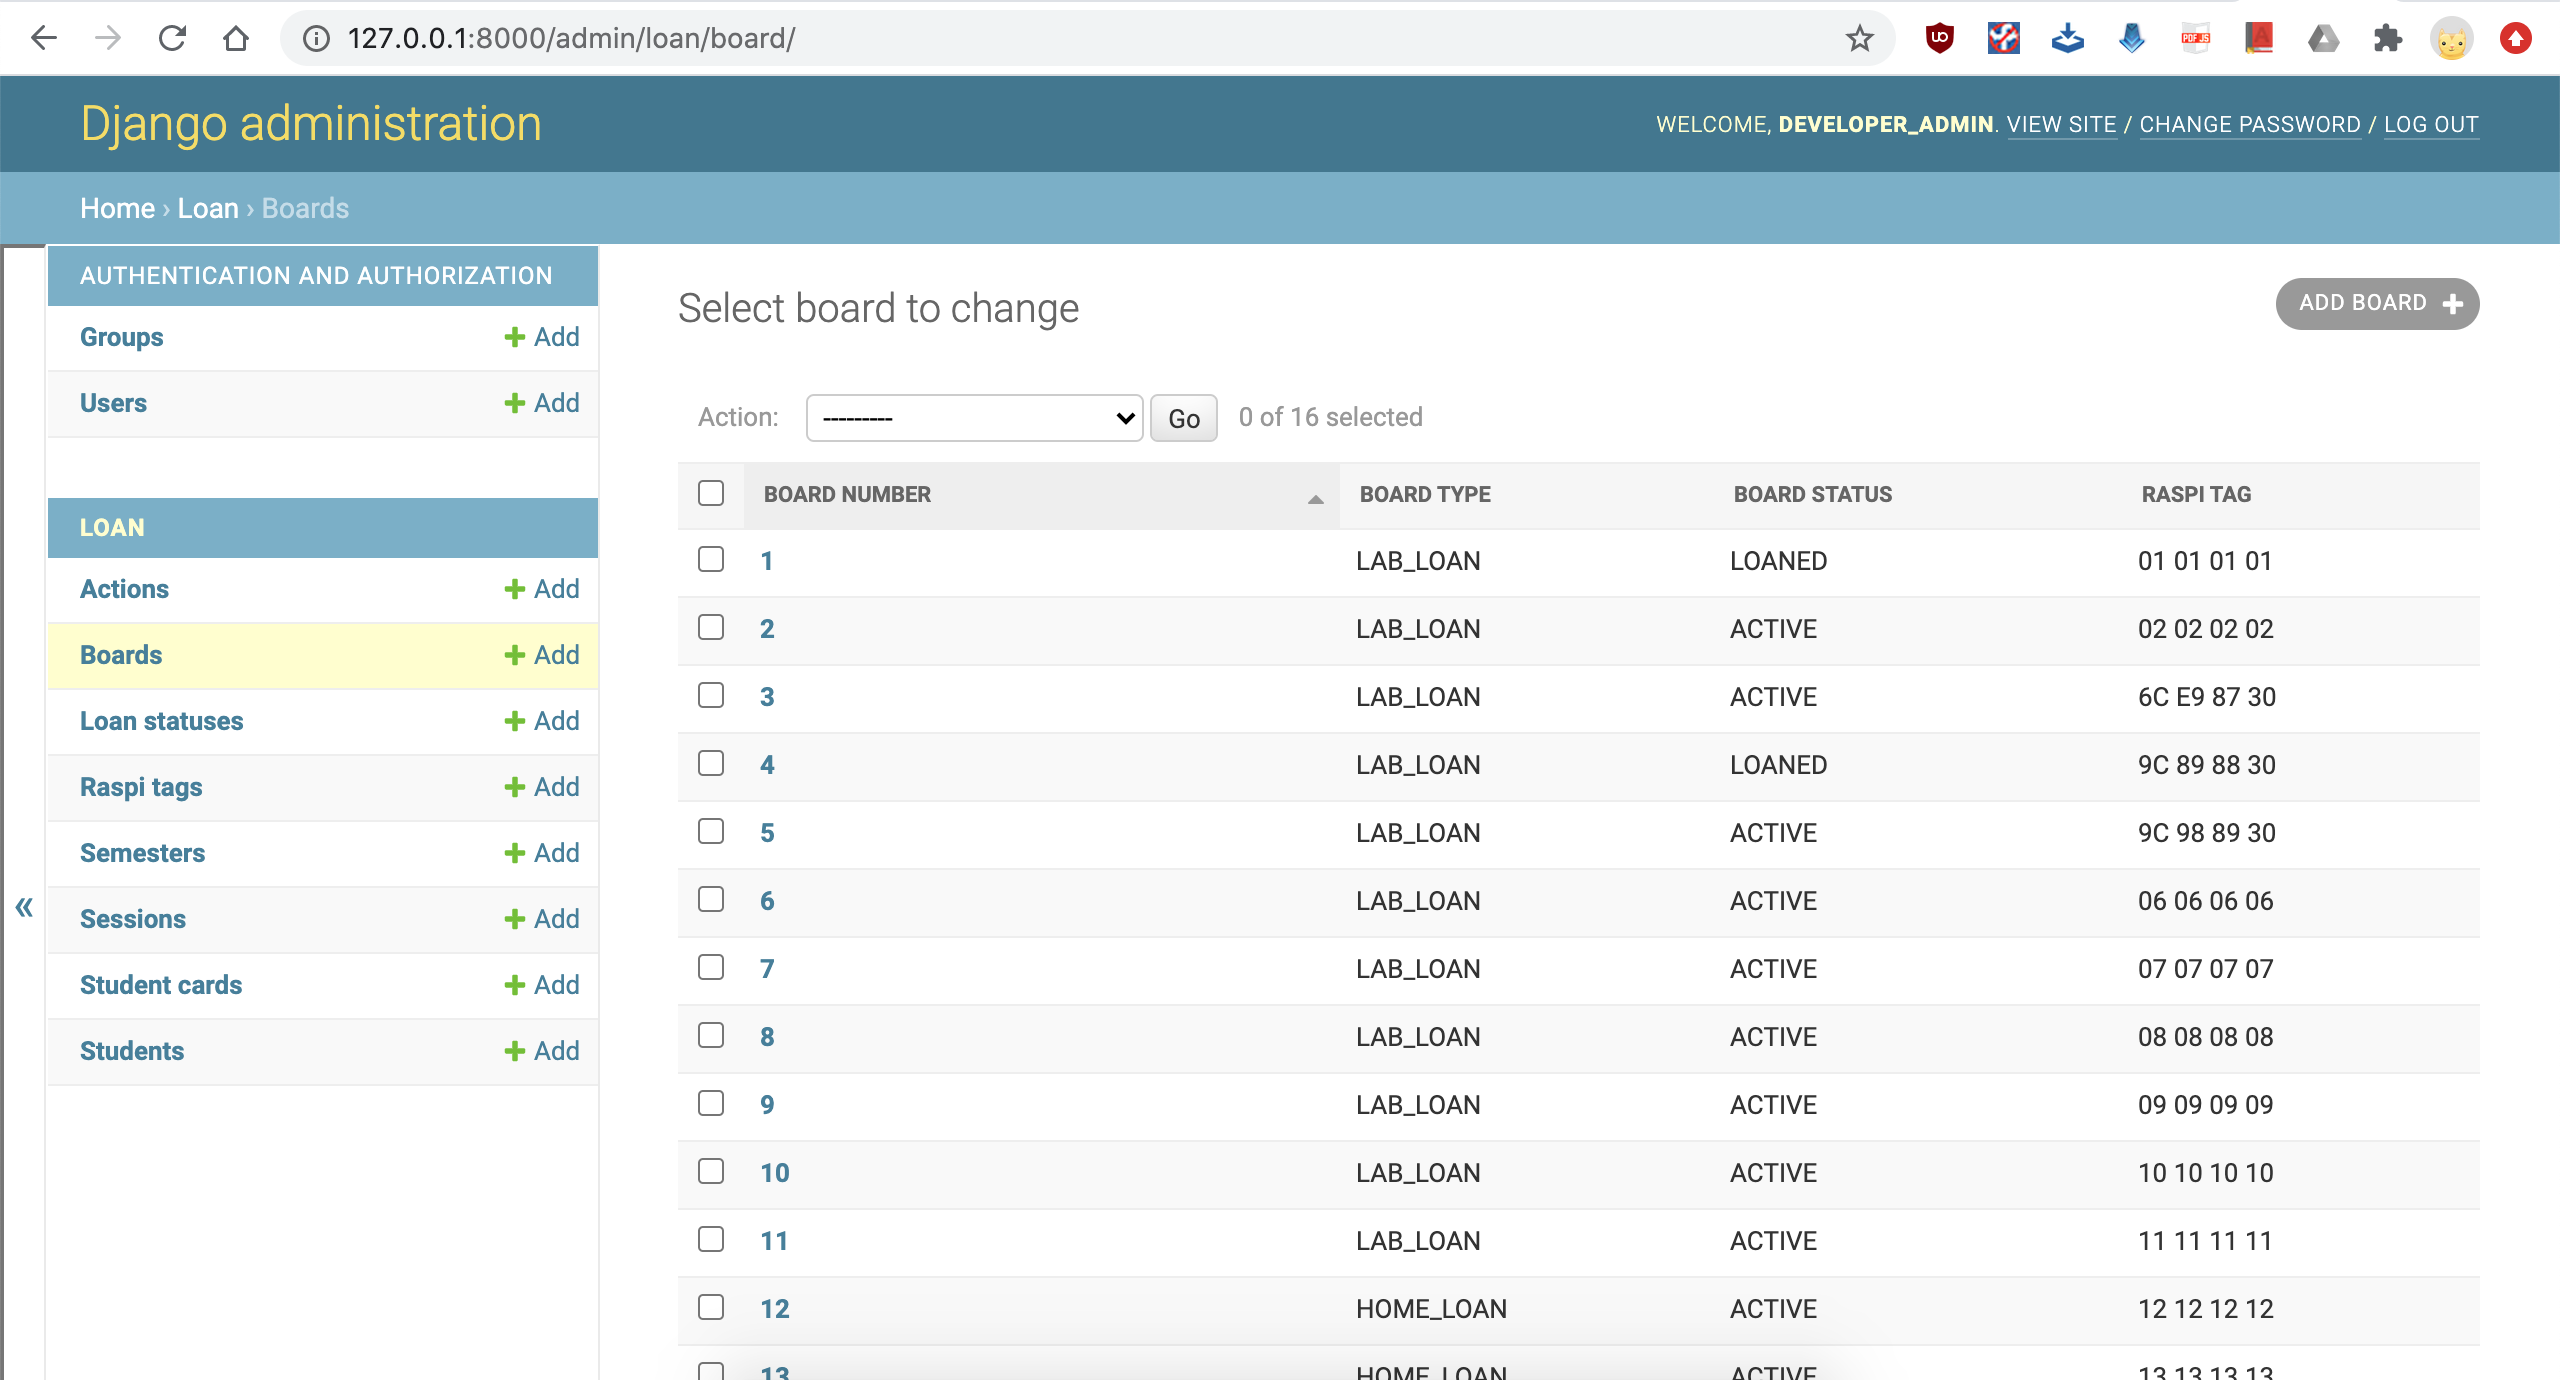 127.0.0.1:8000/admin/loan/board/
Django administration
WELCOME, DEVELOPER_ADMIN. VIEW SITE / CHANGE PASSWORD / LOG OUT
Home › Loan › Boards
AUTHENTICATION AND AUTHORIZATION
Groups + Add
Users + Add
LOAN
Actions + Add
Boards + Add
Loan statuses + Add
Raspi tags + Add
Semesters + Add
Sessions + Add
Student cards + Add
Students + Add
«
Select board to change
ADD BOARD +
Action: --------- Go 0 of 16 selected
BOARD NUMBER BOARD TYPE BOARD STATUS RASPI TAG
1 LAB_LOAN LOANED 01 01 01 01
2 LAB_LOAN ACTIVE 02 02 02 02
3 LAB_LOAN ACTIVE 6C E9 87 30
4 LAB_LOAN LOANED 9C 89 88 30
5 LAB_LOAN ACTIVE 9C 98 89 30
6 LAB_LOAN ACTIVE 06 06 06 06
7 LAB_LOAN ACTIVE 07 07 07 07
8 LAB_LOAN ACTIVE 08 08 08 08
9 LAB_LOAN ACTIVE 09 09 09 09
10 LAB_LOAN ACTIVE 10 10 10 10
11 LAB_LOAN ACTIVE 11 11 11 11
12 HOME_LOAN ACTIVE 12 12 12 12
13 HOME_LOAN ACTIVE 13 13 13 13